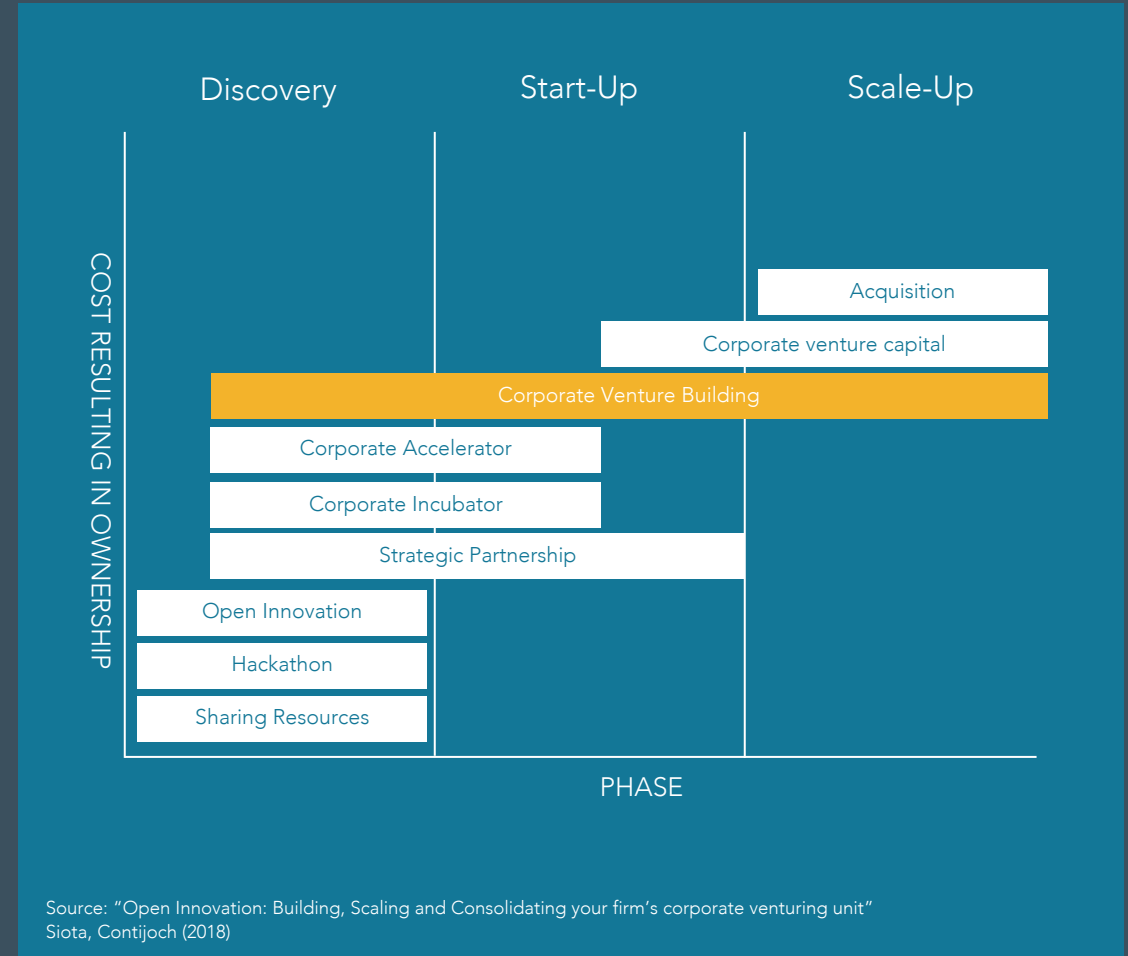 Discovery
Start-Up
Scale-Up
COST RESULTING IN OWNERSHIP
Acquisition
Corporate venture capital
Corporate Venture Building
Corporate Accelerator
Corporate Incubator
Strategic Partnership
Open Innovation
Hackathon
Sharing Resources
PHASE
Source: “Open Innovation: Building, Scaling and Consolidating your firm’s corporate venturing unit”
Siota, Contijoch (2018)